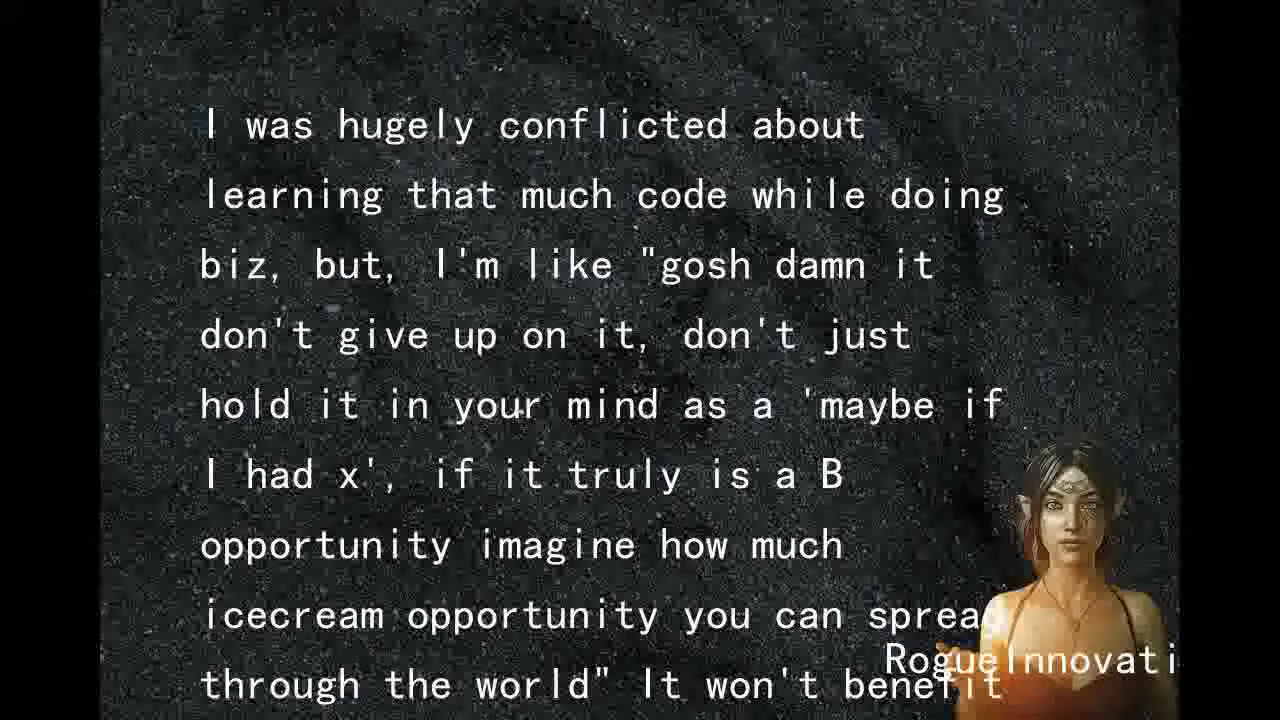 I was hugely conflicted about
learning that much code while doing
biz, but, I'm like "gosh damn it
don't give up on it, don't just
hold it in your mind as a 'maybe if
I had x', if it truly is a B
opportunity imagine how much
icecream opportunity you can spread
through the world" It won't benefit
RogueInnovati